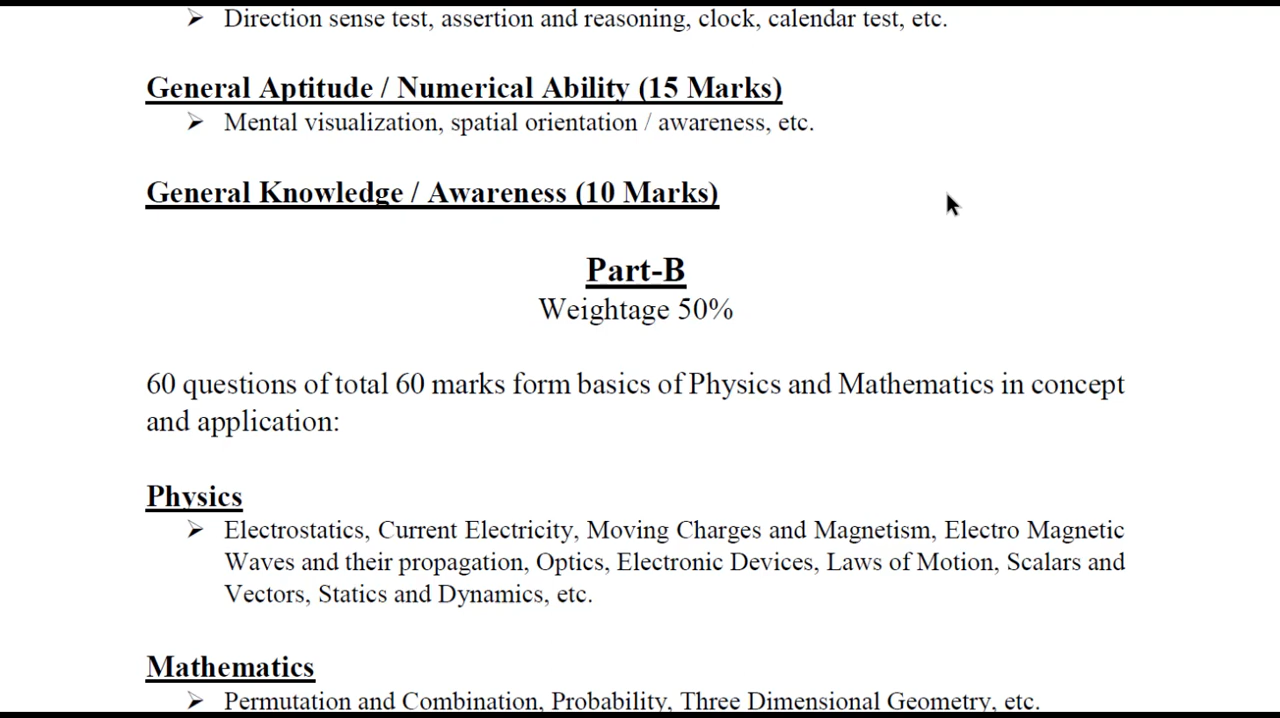 ➢ Direction sense test, assertion and reasoning, clock, calendar test, etc.
General Aptitude / Numerical Ability (15 Marks)
➢ Mental visualization, spatial orientation / awareness, etc.
General Knowledge / Awareness (10 Marks)
Part-B
Weightage 50%
60 questions of total 60 marks form basics of Physics and Mathematics in concept
and application:
Physics
➢ Electrostatics, Current Electricity, Moving Charges and Magnetism, Electro Magnetic
Waves and their propagation, Optics, Electronic Devices, Laws of Motion, Scalars and
Vectors, Statics and Dynamics, etc.
Mathematics
➢ Permutation and Combination, Probability, Three Dimensional Geometry, etc.